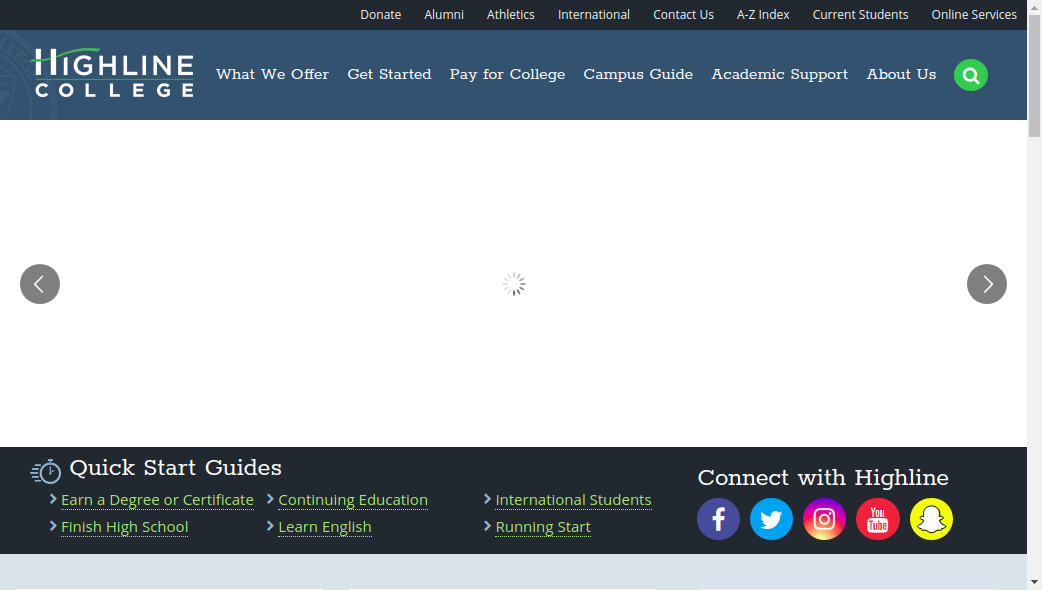 Donate Alumni Athletics International Contact Us A-Z Index Current Students Online Services
HIGHLINE
COLLEGE
What We Offer Get Started Pay for College Campus Guide Academic Support About Us
Quick Start Guides
Earn a Degree or Certificate Continuing Education International Students
Finish High School Learn English Running Start
Connect with Highline
You
Tube